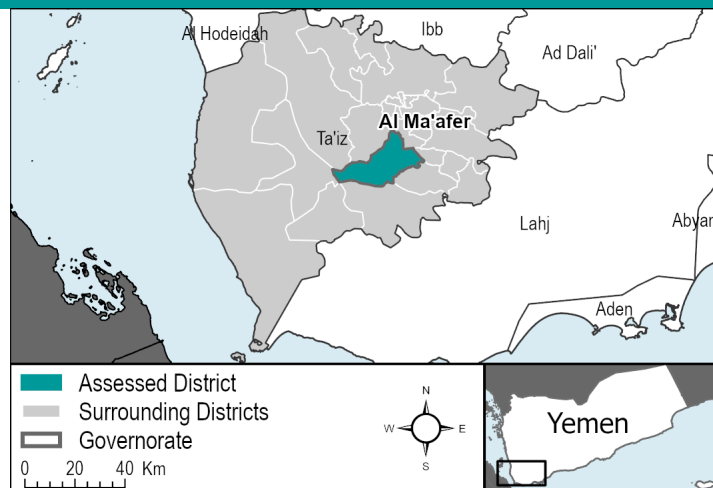 Al Hodeidah
Ibb
Ad Dali'
Al Ma'afer
Ta'iz
Lahj
Abyan
Aden
Assessed District
Surrounding Districts
Governorate
0 20 40 Km
N
W E
S
Yemen